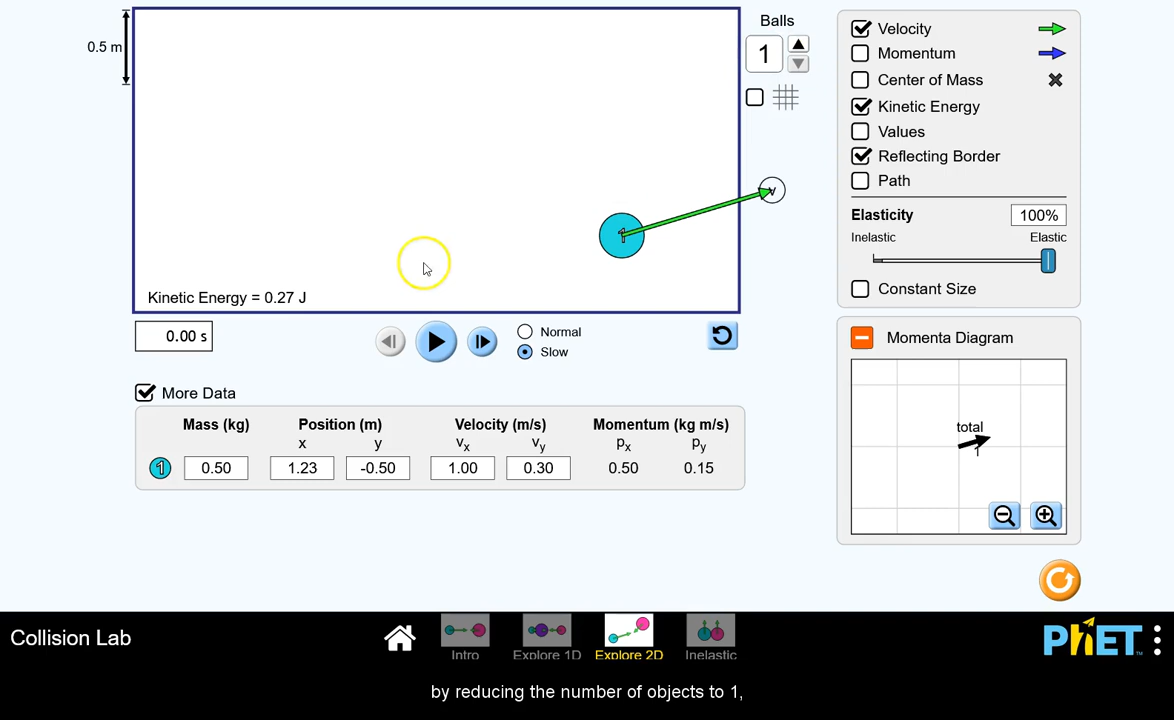 0.5 m
Balls
1
Velocity
Momentum
Center of Mass
Kinetic Energy
Values
Reflecting Border
Path
Elasticity 100%
Inelastic Elastic
Constant Size
v
1
Kinetic Energy = 0.27 J
0.00 s
Normal
Slow
More Data
Mass (kg) Position (m) Velocity (m/s) Momentum (kg m/s)
x y vx vy px py
1 0.50 1.23 -0.50 1.00 0.30 0.50 0.15
Momenta Diagram
total
1
Collision Lab
Intro
Explore 1D
Explore 2D
Inelastic
PhET
by reducing the number of objects to 1,